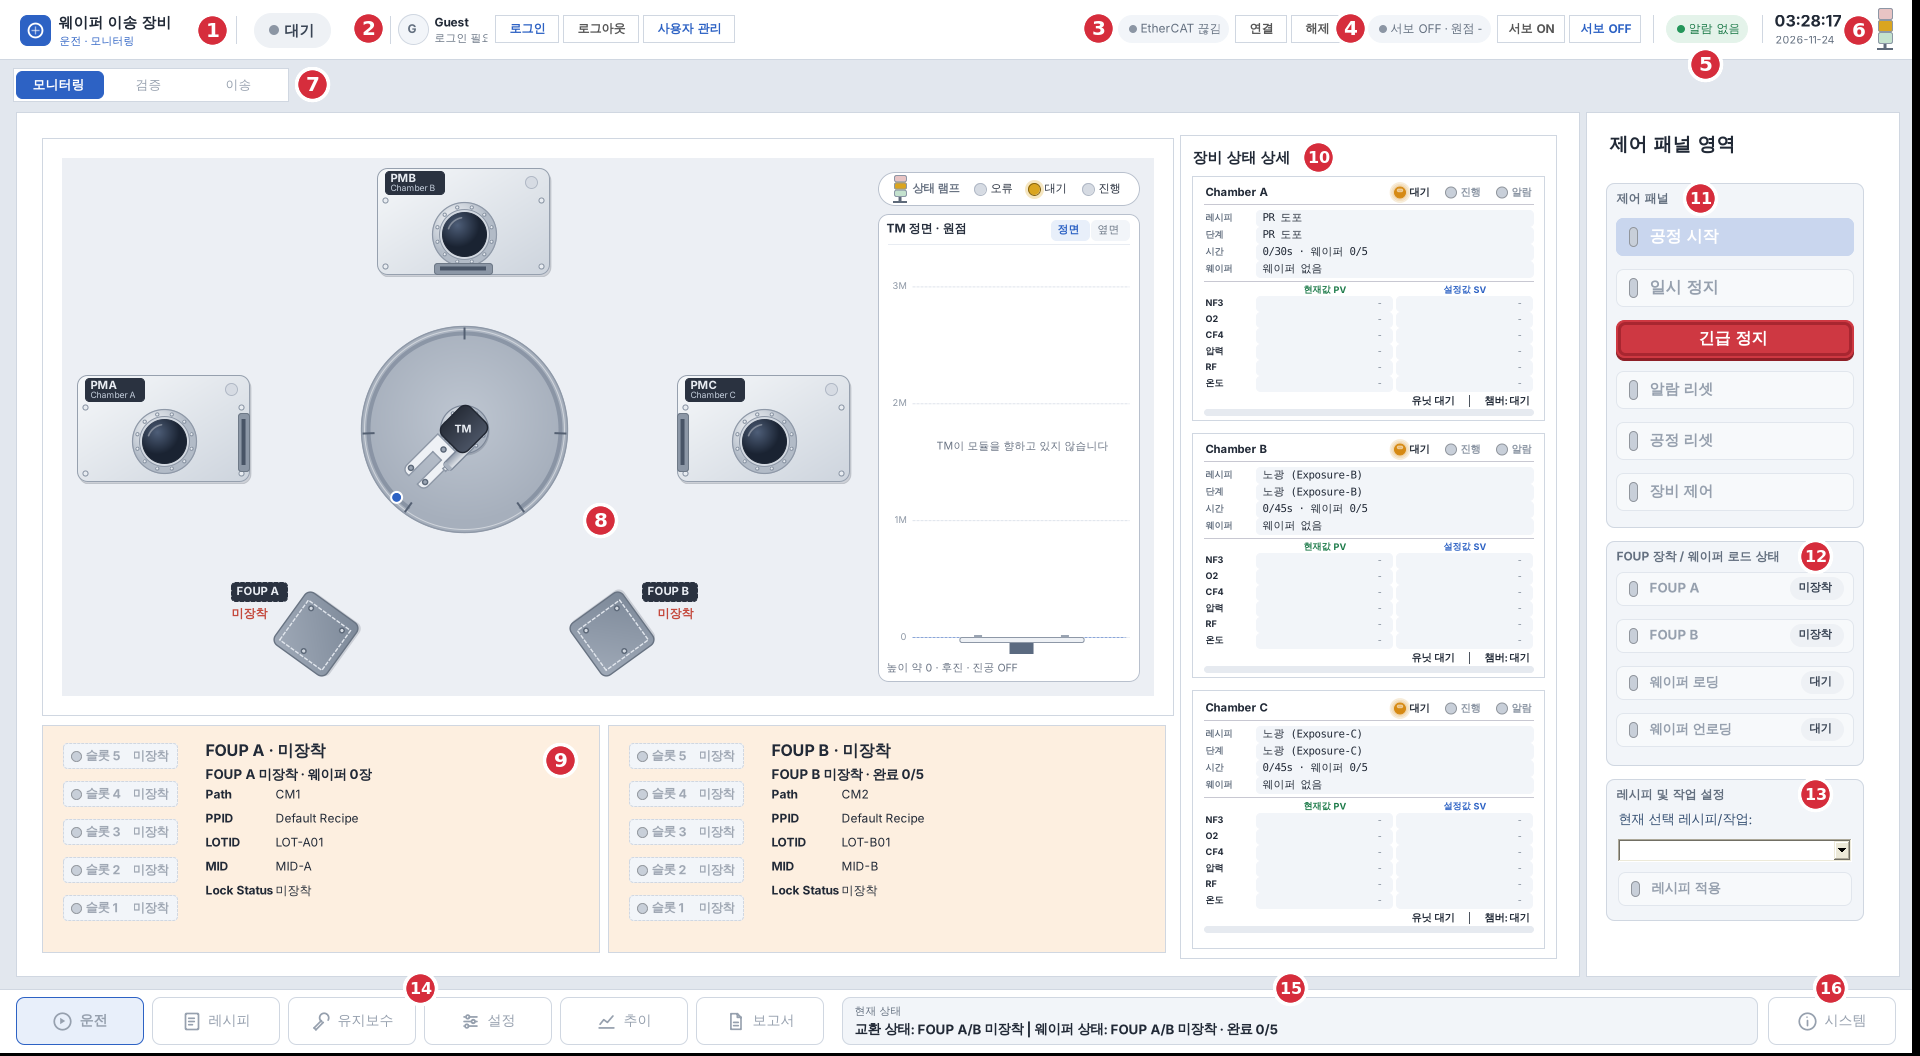 웨이퍼 이송 장비
운전 · 모니터링
1
대기
2
G
Guest
로그인 필요
로그인
로그아웃
사용자 관리
3
EtherCAT 끊김
연결
해제
4
서보 OFF · 원점 -
서보 ON
서보 OFF
알람 없음
5
03:28:17
2026-11-24
6
모니터링
검증
이송
7
PMB
Chamber B
PMA
Chamber A
PMC
Chamber C
TM
8
FOUP A
미장착
FOUP B
미장착
상태 램프
오류
대기
진행
TM 정면 · 원점
정면
옆면
3M
2M
TM이 모듈을 향하고 있지 않습니다
1M
0
높이 약 0 · 후진 · 진공 OFF
슬롯 5 미장착
슬롯 4 미장착
슬롯 3 미장착
슬롯 2 미장착
슬롯 1 미장착
FOUP A · 미장착
9
FOUP A 미장착 · 웨이퍼 0장
Path CM1
PPID Default Recipe
LOTID LOT-A01
MID MID-A
Lock Status 미장착
슬롯 5 미장착
슬롯 4 미장착
슬롯 3 미장착
슬롯 2 미장착
슬롯 1 미장착
FOUP B · 미장착
FOUP B 미장착 · 완료 0/5
Path CM2
PPID Default Recipe
LOTID LOT-B01
MID MID-B
Lock Status 미장착
장비 상태 상세
10
Chamber A 대기 진행 알람
레시피 PR 도포
단계 PR 도포
시간 0/30s · 웨이퍼 0/5
웨이퍼 웨이퍼 없음
현재값 PV 설정값 SV
NF3 - -
O2 - -
CF4 - -
압력 - -
RF - -
온도 - -
유닛 대기 | 챔버: 대기
Chamber B 대기 진행 알람
레시피 노광 (Exposure-B)
단계 노광 (Exposure-B)
시간 0/45s · 웨이퍼 0/5
웨이퍼 웨이퍼 없음
현재값 PV 설정값 SV
NF3 - -
O2 - -
CF4 - -
압력 - -
RF - -
온도 - -
유닛 대기 | 챔버: 대기
Chamber C 대기 진행 알람
레시피 노광 (Exposure-C)
단계 노광 (Exposure-C)
시간 0/45s · 웨이퍼 0/5
웨이퍼 웨이퍼 없음
현재값 PV 설정값 SV
NF3 - -
O2 - -
CF4 - -
압력 - -
RF - -
온도 - -
유닛 대기 | 챔버: 대기
제어 패널 영역
제어 패널
11
공정 시작
일시 정지
긴급 정지
알람 리셋
공정 리셋
장비 제어
FOUP 장착 / 웨이퍼 로드 상태
12
FOUP A 미장착
FOUP B 미장착
웨이퍼 로딩 대기
웨이퍼 언로딩 대기
레시피 및 작업 설정
13
현재 선택 레시피/작업:
레시피 적용
14
운전
레시피
유지보수
설정
추이
보고서
15
현재 상태
교환 상태: FOUP A/B 미장착 | 웨이퍼 상태: FOUP A/B 미장착 · 완료 0/5
16
시스템